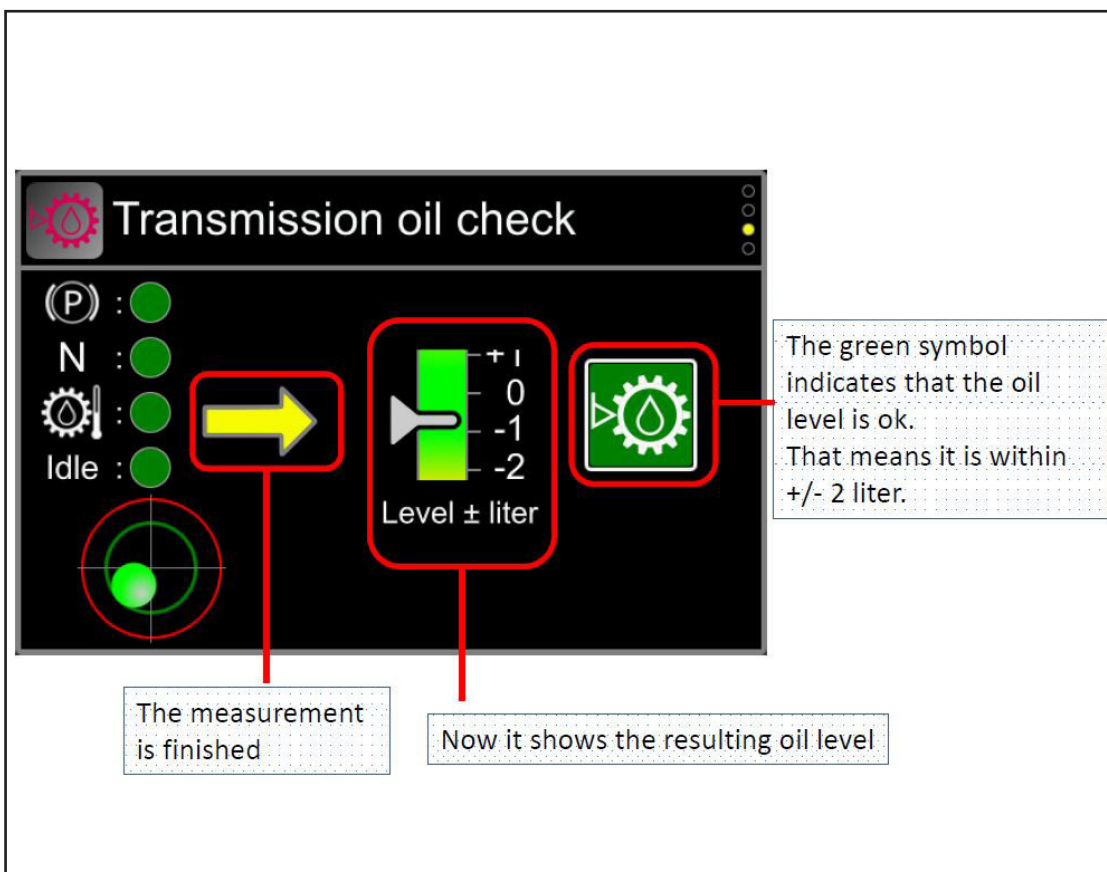 Transmission oil check
(P) :
N :
:
Idle :
+1
0
-1
-2
Level ± liter
The green symbol
indicates that the oil
level is ok.
That means it is within
+/- 2 liter.
The measurement
is finished
Now it shows the resulting oil level